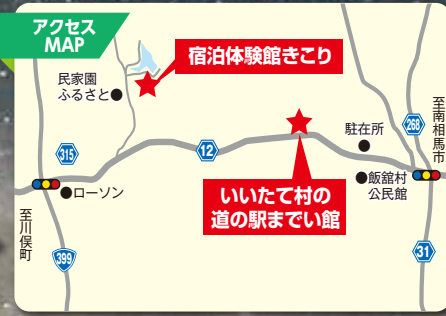 アクセス
MAP
宿泊体験館きこり
民家園
ふるさと
315
12
駐在所
268
至南相馬市
ローソン
いいたて村の
道の駅までい館
飯舘村
公民館
至川俣町
399
31